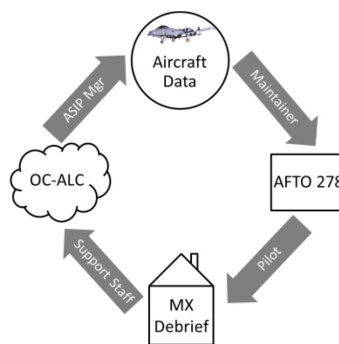 Aircraft
Data
Maintainer
AFTO 278
Pilot
MX
Debrief
Support Staff
OC-ALC
ASIP Mgr